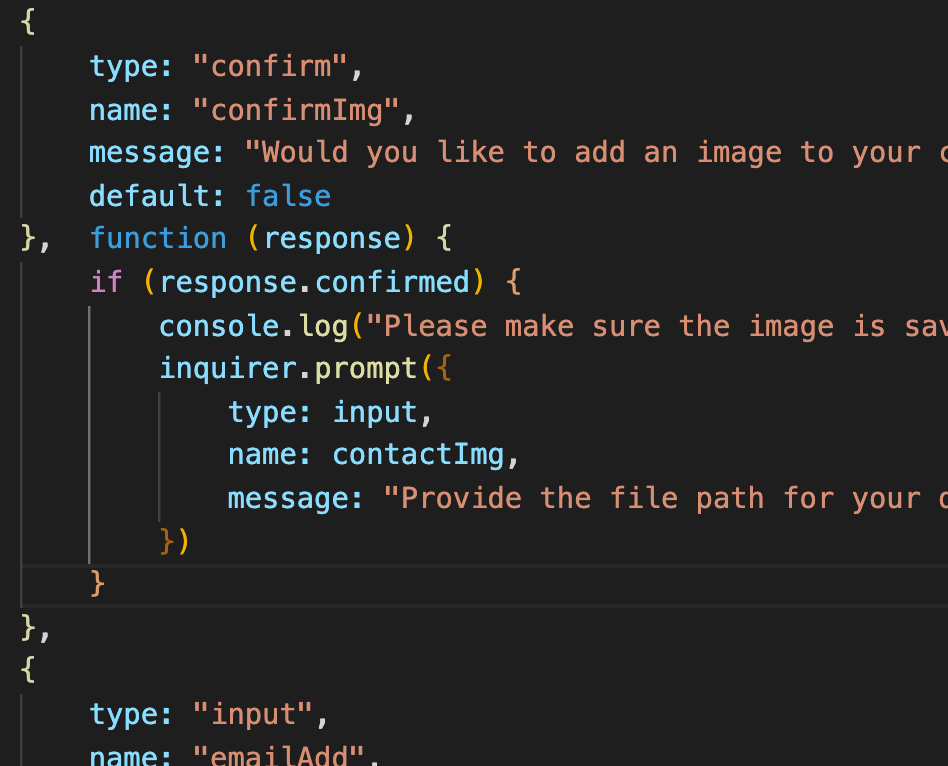 {
type: "confirm",
name: "confirmImg",
message: "Would you like to add an image to your
default: false
}, function (response) {
if (response.confirmed) {
console.log("Please make sure the image is
inquirer.prompt({
type: input,
name: contactImg,
message: "Provide the file path for your
})
}
},
{
type: "input",
name: "emailAdd",